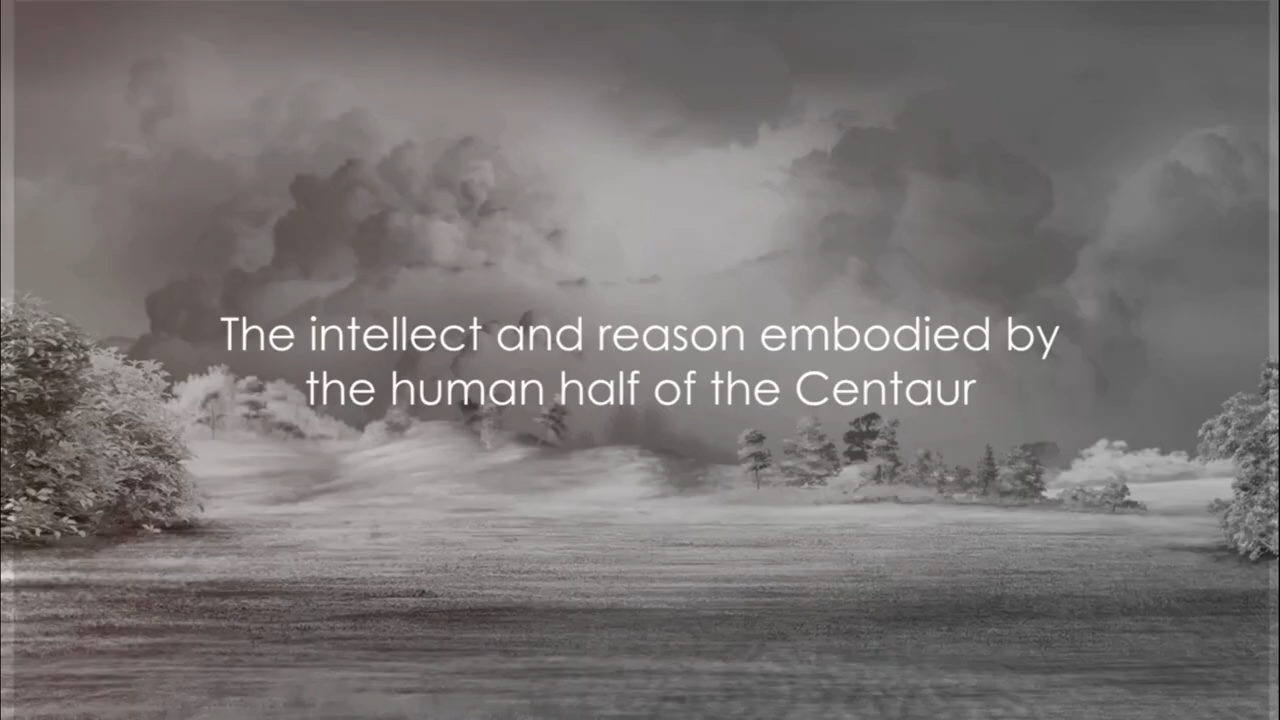 The intellect and reason embodied by
the human half of the Centaur